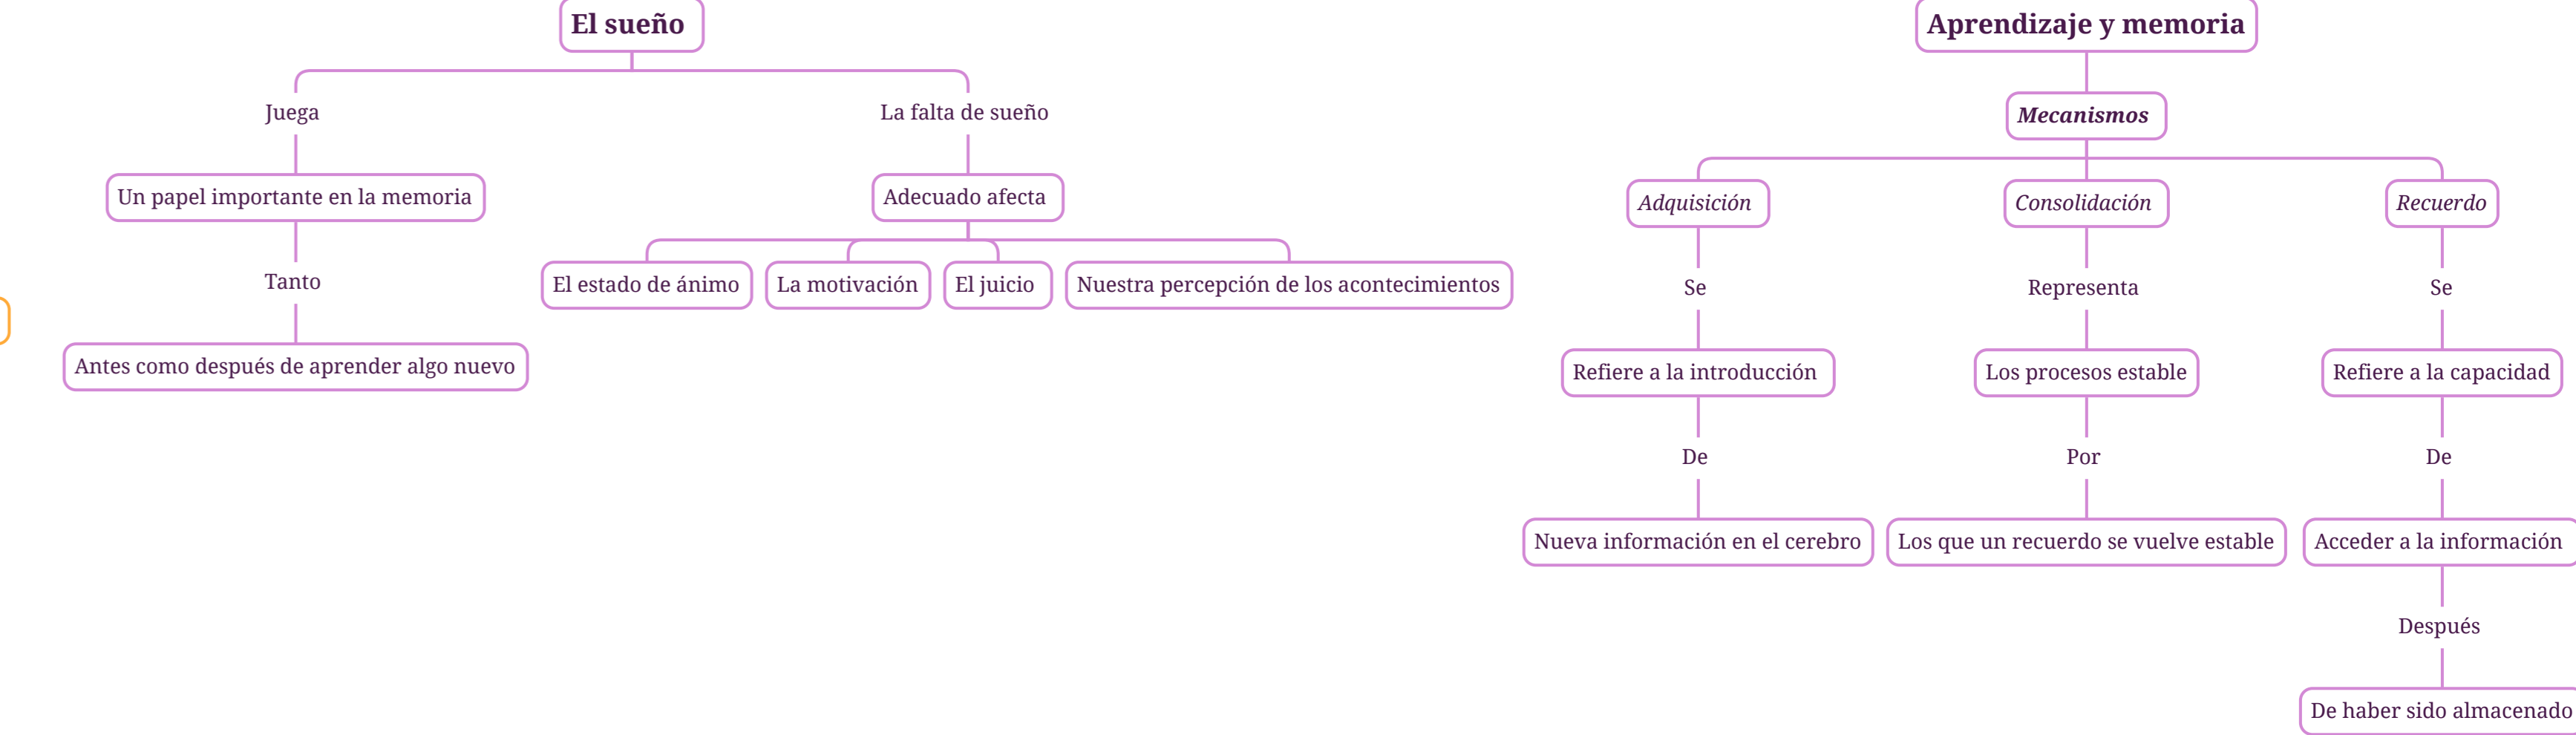 El sueño
Juega
Un papel importante en la memoria
Tanto
Antes como después de aprender algo nuevo
La falta de sueño
Adecuado afecta
El estado de ánimo
La motivación
El juicio
Nuestra percepción de los acontecimientos
Aprendizaje y memoria
Mecanismos
Adquisición
Se
Refiere a la introducción
De
Nueva información en el cerebro
Consolidación
Representa
Los procesos estable
Por
Los que un recuerdo se vuelve estable
Recuerdo
Se
Refiere a la capacidad
De
Acceder a la información
Después
De haber sido almacenado